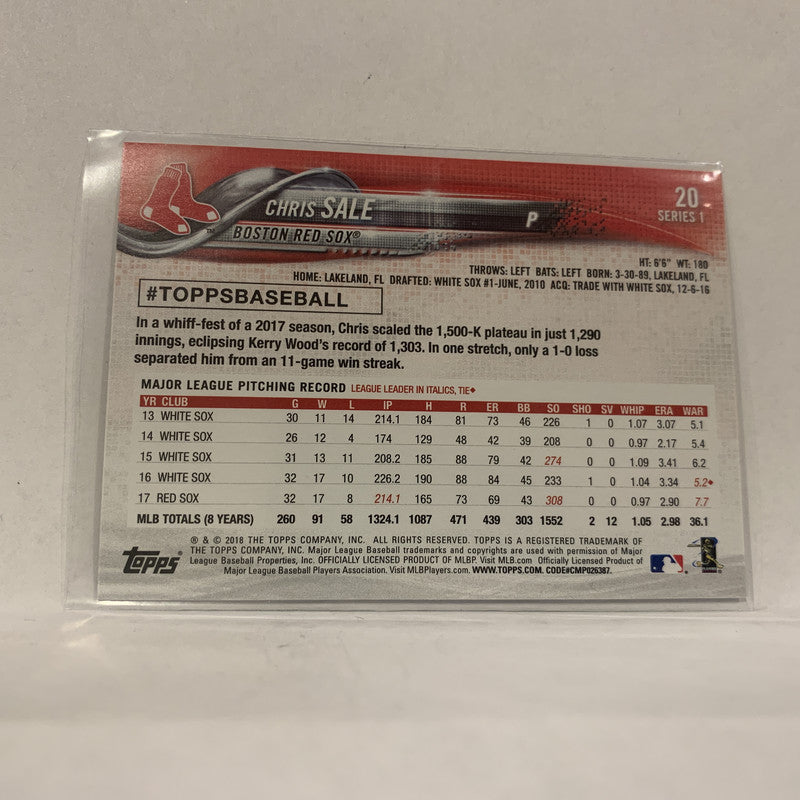 20
SERIES 1
CHRIS SALE
P
BOSTON RED SOX®
HT: 6'6" WT: 180
THROWS: LEFT BATS: LEFT BORN: 3-30-89, LAKELAND, FL
HOME: LAKELAND, FL DRAFTED: WHITE SOX #1-JUNE, 2010 ACQ: TRADE WITH WHITE SOX, 12-6-16
#TOPPSBASEBALL
In a whiff-fest of a 2017 season, Chris scaled the 1,500-K plateau in just 1,290
innings, eclipsing Kerry Wood's record of 1,303. In one stretch, only a 1-0 loss
separated him from an 11-game win streak.
MAJOR LEAGUE PITCHING RECORD LEAGUE LEADER IN ITALICS, TIE♦
YR CLUB G W L IP H R ER BB SO SHO SV WHIP ERA WAR
13 WHITE SOX 30 11 14 214.1 184 81 73 46 226 1 0 1.07 3.07 5.1
14 WHITE SOX 26 12 4 174 129 48 42 39 208 0 0 0.97 2.17 5.4
15 WHITE SOX 31 13 11 208.2 185 88 79 42 274 0 0 1.09 3.41 6.2
16 WHITE SOX 32 17 10 226.2 190 88 84 45 233 1 0 1.04 3.34 5.2♦
17 RED SOX 32 17 8 214.1 165 73 69 43 308 0 0 0.97 2.90 7.7
MLB TOTALS (8 YEARS) 260 91 58 1324.1 1087 471 439 303 1552 2 12 1.05 2.98 36.1
Topps®
® & © 2018 THE TOPPS COMPANY, INC. ALL RIGHTS RESERVED. TOPPS IS A REGISTERED TRADEMARK OF
THE TOPPS COMPANY, INC. Major League Baseball trademarks and copyrights are used with permission of Major
League Baseball Properties, Inc. OFFICIALLY LICENSED PRODUCT OF MLBP. Visit MLB.com Officially Licensed Product of
Major League Baseball Players Association. Visit MLBPlayers.com. WWW.TOPPS.COM. CODE#CMP026387.